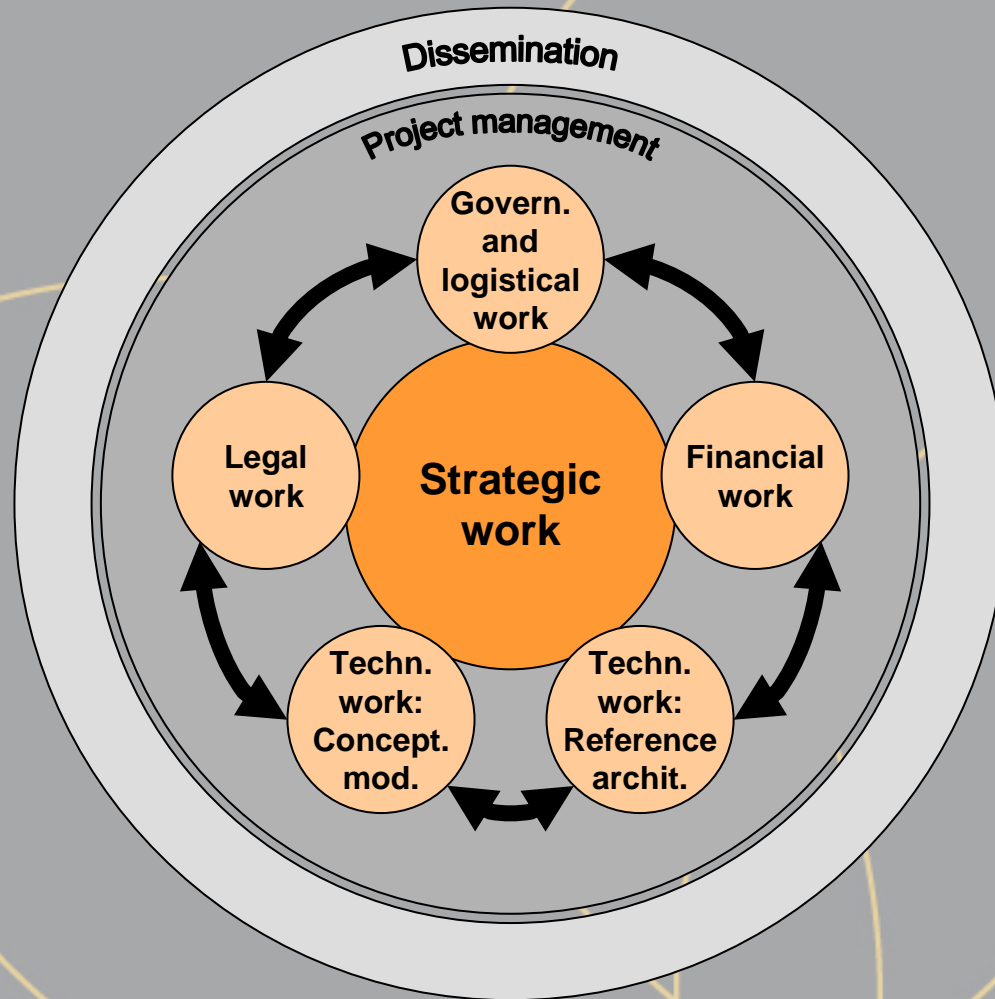 Dissemination
Project management
Govern.
and
logistical
work
Legal
work
Strategic
work
Financial
work
Techn.
work:
Concept.
mod.
Techn.
work:
Reference
archit.